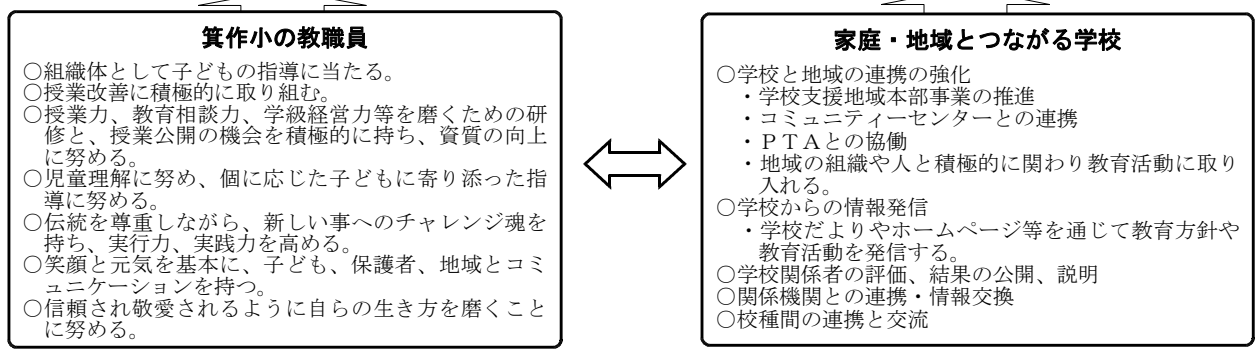 箕作小の教職員
○組織体として子どもの指導に当たる。
○授業改善に積極的に取り組む。
○授業力、教育相談力、学級経営力等を磨くための研
修と、授業公開の機会を積極的に持ち、資質の向上
に努める。
○児童理解に努め、個に応じた子どもに寄り添った指
導に努める。
○伝統を尊重しながら、新しい事へのチャレンジ魂を
持ち、実行力、実践力を高める。
○笑顔と元気を基本に、子ども、保護者、地域とコミ
ュニケーションを持つ。
○信頼され敬愛されるように自らの生き方を磨くこと
に努める。
家庭・地域とつながる学校
○学校と地域の連携の強化
・学校支援地域本部事業の推進
・コミュニティーセンターとの連携
・ＰＴＡとの協働
・地域の組織や人と積極的に関わり教育活動に取り
入れる。
○学校からの情報発信
・学校だよりやホームページ等を通じて教育方針や
教育活動を発信する。
○学校関係者の評価、結果の公開、説明
○関係機関との連携・情報交換
○校種間の連携と交流